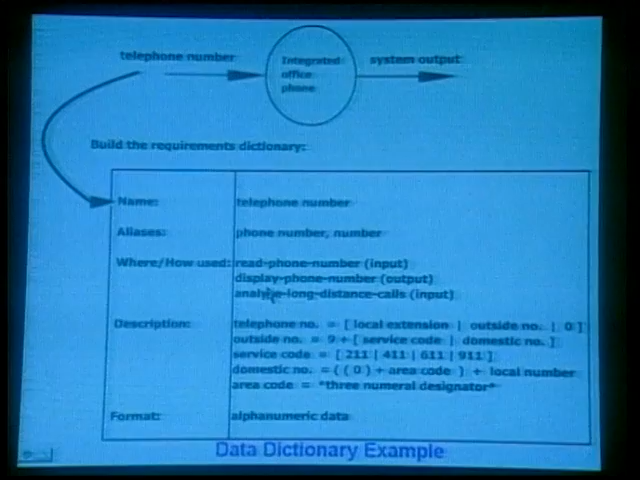 telephone number
Integrated
office
phone
system output
Build the requirements dictionary:
Name: telephone number
Aliases: phone number, number
Where/How used: read-phone-number (input)
display-phone-number (output)
analyze-long-distance-calls (input)
Description: telephone no. = [ local extension | outside no. | 0 ]
outside no. = 9 + [ service code | domestic no. ]
service code = [ 211 | 411 | 611 | 911 ]
domestic no. = ( ( 0 ) + area code ) + local number
area code = *three numeral designator*
Format: alphanumeric data
Data Dictionary Example